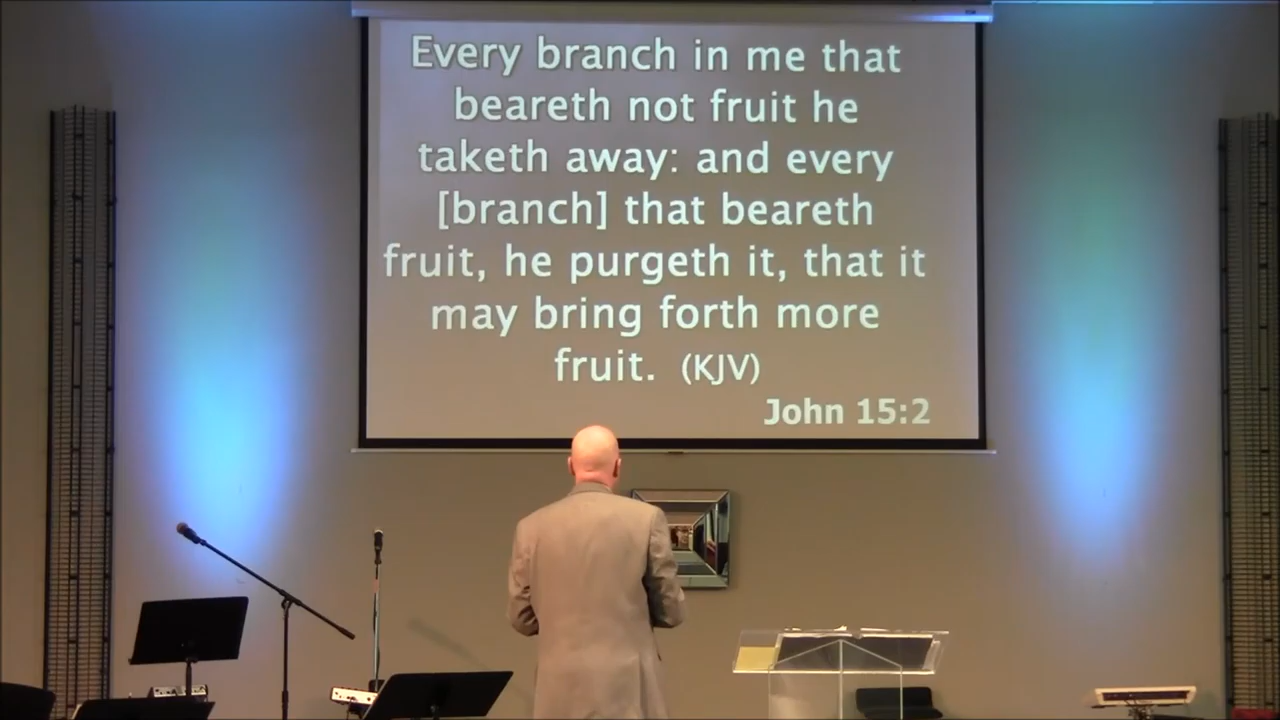 Every branch in me that
beareth not fruit he
taketh away: and every
[branch] that beareth
fruit, he purgeth it, that it
may bring forth more
fruit. (KJV)
John 15:2